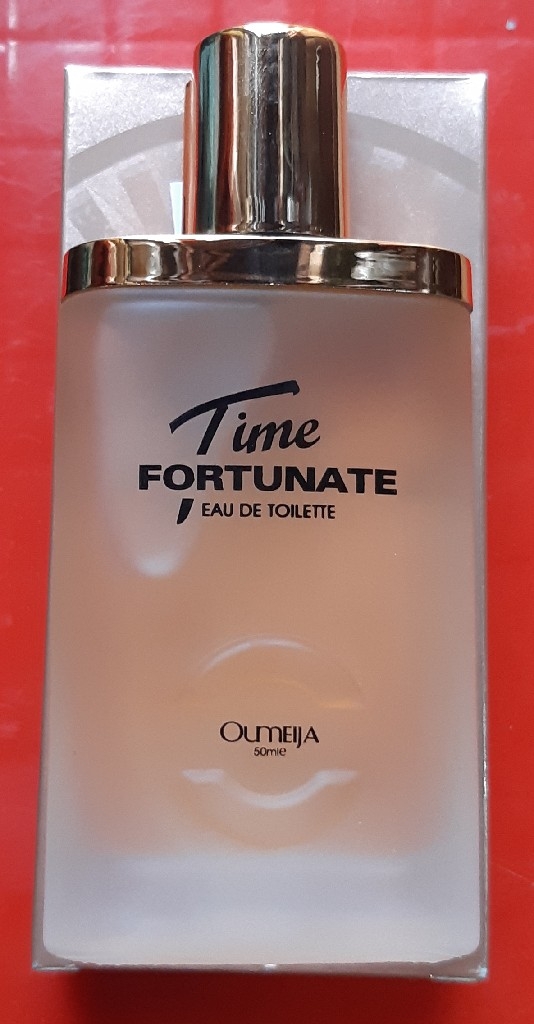 Time
FORTUNATE
EAU DE TOILETTE
OUMEIJA
50mle